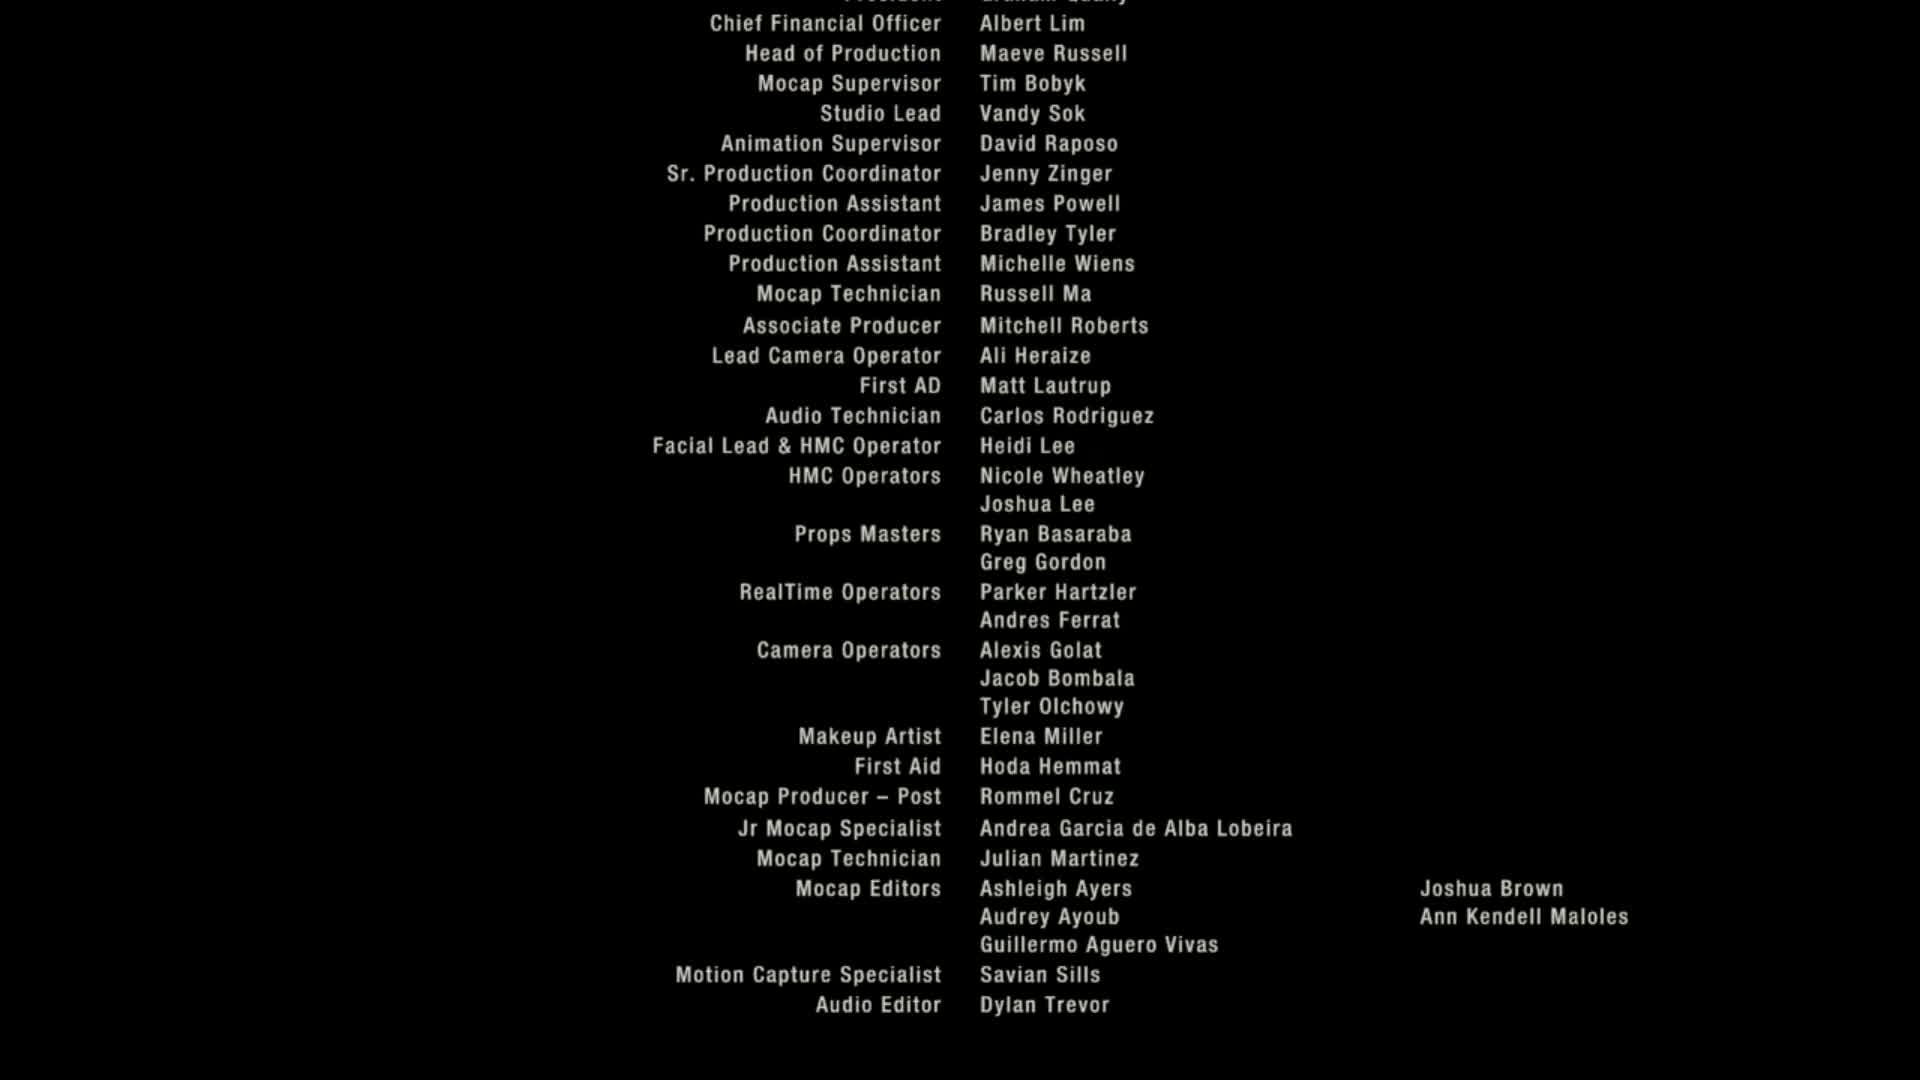 Chief Financial Officer Albert Lim
Head of Production Maeve Russell
Mocap Supervisor Tim Bobyk
Studio Lead Vandy Sok
Animation Supervisor David Raposo
Sr. Production Coordinator Jenny Zinger
Production Assistant James Powell
Production Coordinator Bradley Tyler
Production Assistant Michelle Wiens
Mocap Technician Russell Ma
Associate Producer Mitchell Roberts
Lead Camera Operator Ali Heraize
First AD Matt Lautrup
Audio Technician Carlos Rodriguez
Facial Lead & HMC Operator Heidi Lee
HMC Operators Nicole Wheatley
Joshua Lee
Props Masters Ryan Basaraba
Greg Gordon
RealTime Operators Parker Hartzler
Andres Ferrat
Camera Operators Alexis Golat
Jacob Bombala
Tyler Olchowy
Makeup Artist Elena Miller
First Aid Hoda Hemmat
Mocap Producer – Post Rommel Cruz
Jr Mocap Specialist Andrea Garcia de Alba Lobeira
Mocap Technician Julian Martinez
Mocap Editors Ashleigh Ayers Joshua Brown
Audrey Ayoub Ann Kendell Maloles
Guillermo Aguero Vivas
Motion Capture Specialist Savian Sills
Audio Editor Dylan Trevor